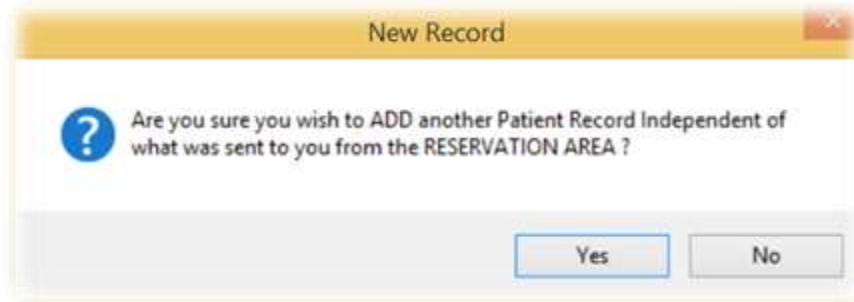 New Record
Are you sure you wish to ADD another Patient Record Independent of
what was sent to you from the RESERVATION AREA ?
Yes
No